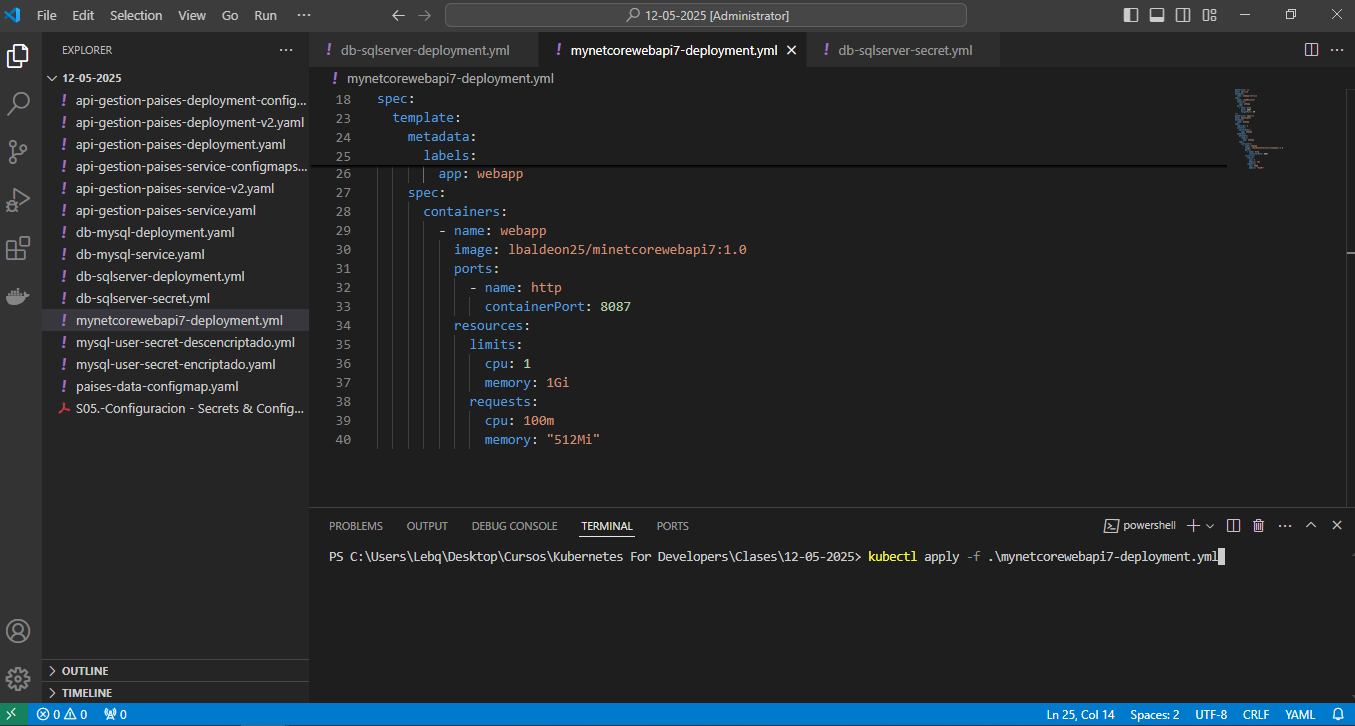 File Edit Selection View Go Run ···
12-05-2025 [Administrator]
EXPLORER ···
12-05-2025
! api-gestion-paises-deployment-config...
! api-gestion-paises-deployment-v2.yaml
! api-gestion-paises-deployment.yaml
! api-gestion-paises-service-configmaps...
! api-gestion-paises-service-v2.yaml
! api-gestion-paises-service.yaml
! db-mysql-deployment.yaml
! db-mysql-service.yaml
! db-sqlserver-deployment.yml
! db-sqlserver-secret.yml
! mynetcorewebapi7-deployment.yml
! mysql-user-secret-descencriptado.yml
! mysql-user-secret-encriptado.yaml
! paises-data-configmap.yaml
S05.-Configuracion - Secrets & Config...
OUTLINE
TIMELINE
! db-sqlserver-deployment.yml ! mynetcorewebapi7-deployment.yml ! db-sqlserver-secret.yml ···
! mynetcorewebapi7-deployment.yml
18 spec:
23 template:
24 metadata:
25 labels:
26 app: webapp
27 spec:
28 containers:
29 - name: webapp
30 image: lbaldeon25/minetcorewebapi7:1.0
31 ports:
32 - name: http
33 containerPort: 8087
34 resources:
35 limits:
36 cpu: 1
37 memory: 1Gi
38 requests:
39 cpu: 100m
40 memory: "512Mi"
PROBLEMS OUTPUT DEBUG CONSOLE TERMINAL PORTS powershell ···
PS C:\Users\Lebq\Desktop\Cursos\Kubernetes For Developers\Clases\12-05-2025> kubectl apply -f .\mynetcorewebapi7-deployment.yml
0 0 0 Ln 25, Col 14 Spaces: 2 UTF-8 CRLF YAML